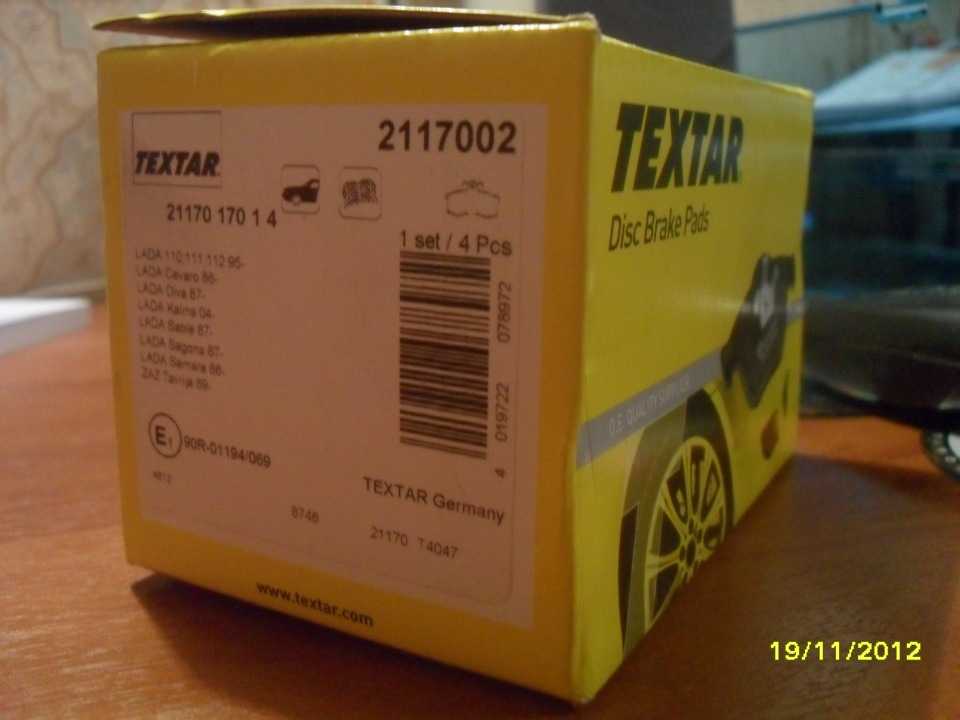 TEXTAR
2117002
21170 170 1 4
1 set / 4 Pcs
LADA 110;111;112 95-
LADA Cevaro 86-
LADA Diva 87-
LADA Kalina 04-
LADA Sable 87-
LADA Sagona 87-
LADA Samara 86-
ZAZ Tavrija 89-
4 019722 078972
E1
90R-01194/069
4812
TEXTAR Germany
8746
21170 T4047
www.textar.com
TEXTAR
Disc Brake Pads
O.E. QUALITY SUPPLIER
19/11/2012